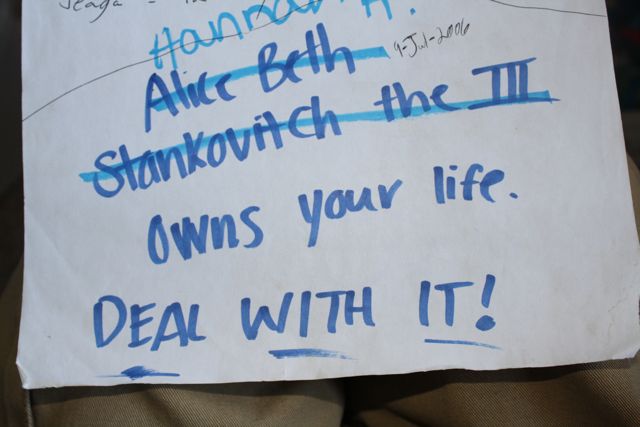 Hannah H.
Alice Beth
9-Jul-2006
Stankovitch the III
owns your life.
DEAL WITH IT!